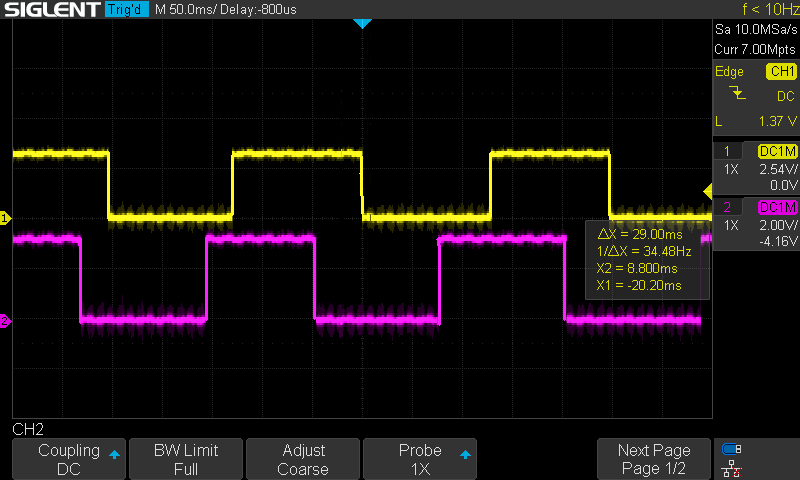 SIGLENT Trig'd M 50.0ms/ Delay:-800us f < 10Hz
Sa 10.0MSa/s
Curr 7.00Mpts
Edge CH1
DC
L 1.37 V
1 DC1M
1X 2.54V/
0.0V
2 DC1M
1X 2.00V/
-4.16V
1
2
ΔX = 29.00ms
1/ΔX = 34.48Hz
X2 = 8.800ms
X1 = -20.20ms
CH2
Coupling
DC
BW Limit
Full
Adjust
Coarse
Probe
1X
Next Page
Page 1/2